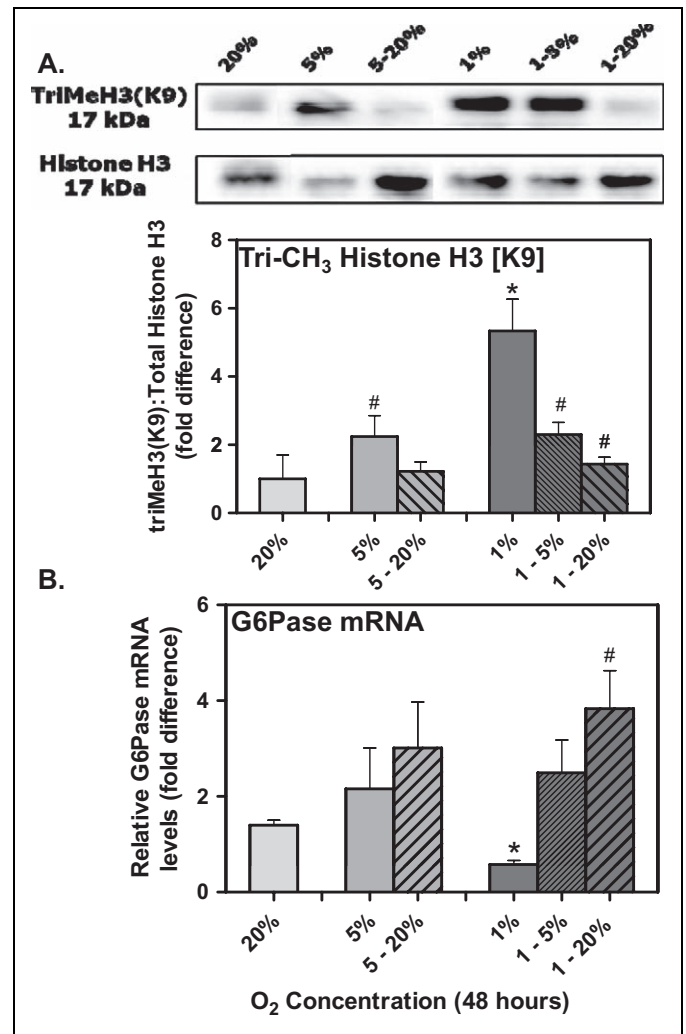 A.
20% 5% 5-20% 1% 1-5% 1-20%
TriMeH3(K9)
17 kDa
Histone H3
17 kDa
Tri-CH₃ Histone H3 [K9]
triMeH3(K9):Total Histone H3
(fold difference)
8
6
4
2
0
#
*
#
#
20% 5% 5 - 20% 1% 1 - 5% 1 - 20%
B.
G6Pase mRNA
Relative G6Pase mRNA
levels (fold difference)
6
4
2
0
*
#
20% 5% 5 - 20% 1% 1 - 5% 1 - 20%
O₂ Concentration (48 hours)